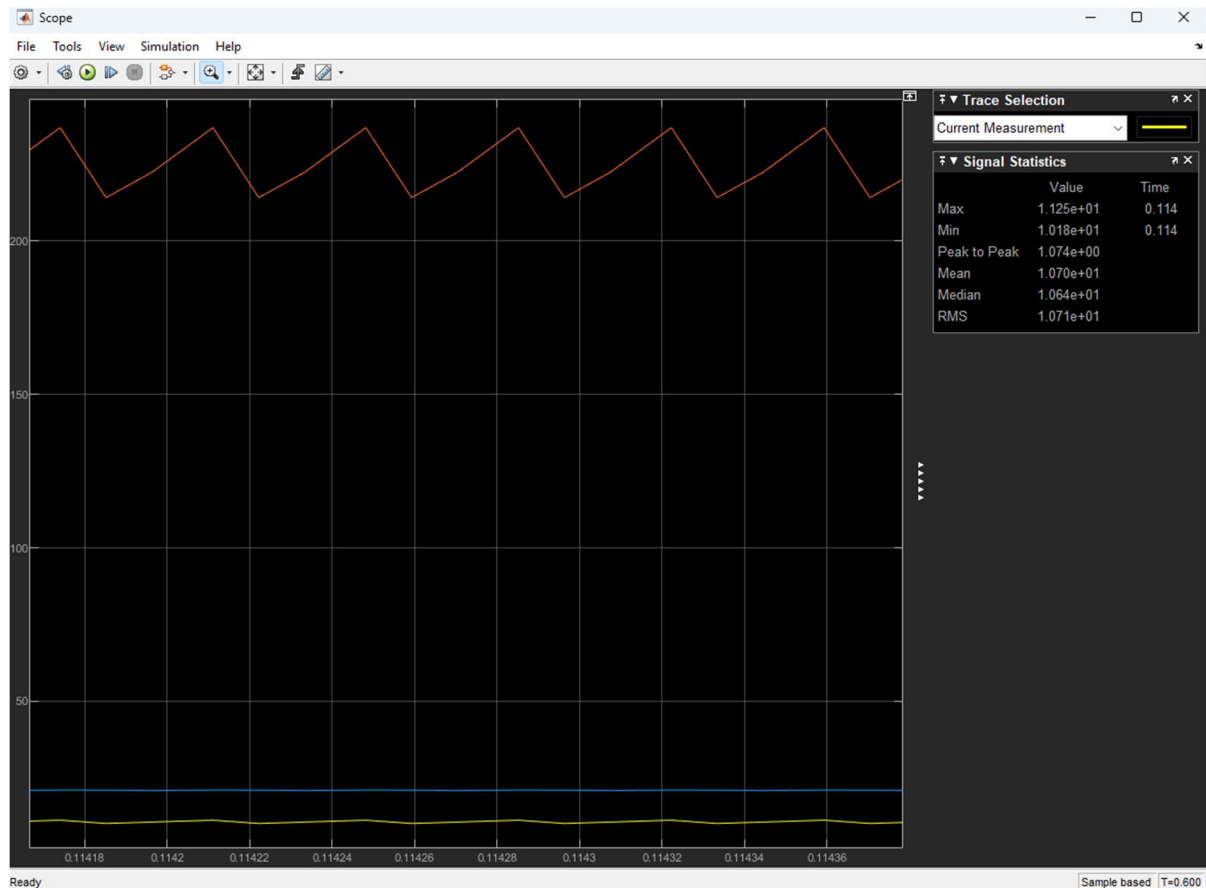 Scope
File Tools View Simulation Help
Trace Selection
Current Measurement
Signal Statistics
Value Time
Max 1.125e+01 0.114
Min 1.018e+01 0.114
Peak to Peak 1.074e+00
Mean 1.070e+01
Median 1.064e+01
RMS 1.071e+01
200
150
100
50
0.11418 0.1142 0.11422 0.11424 0.11426 0.11428 0.1143 0.11432 0.11434 0.11436
Ready Sample based T=0.600